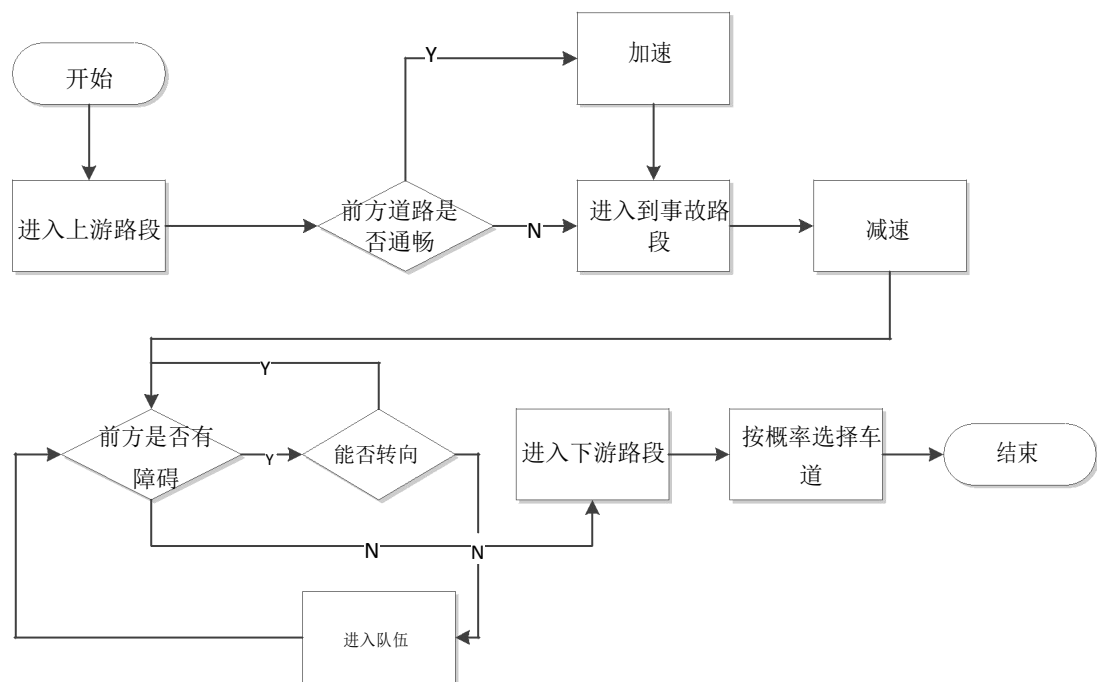 开始
Y
加速
进入上游路段
前方道路是
否通畅
N
进入到事故路
段
减速
Y
前方是否有
障碍
Y
能否转向
进入下游路段
按概率选择车
道
结束
N
N
进入队伍